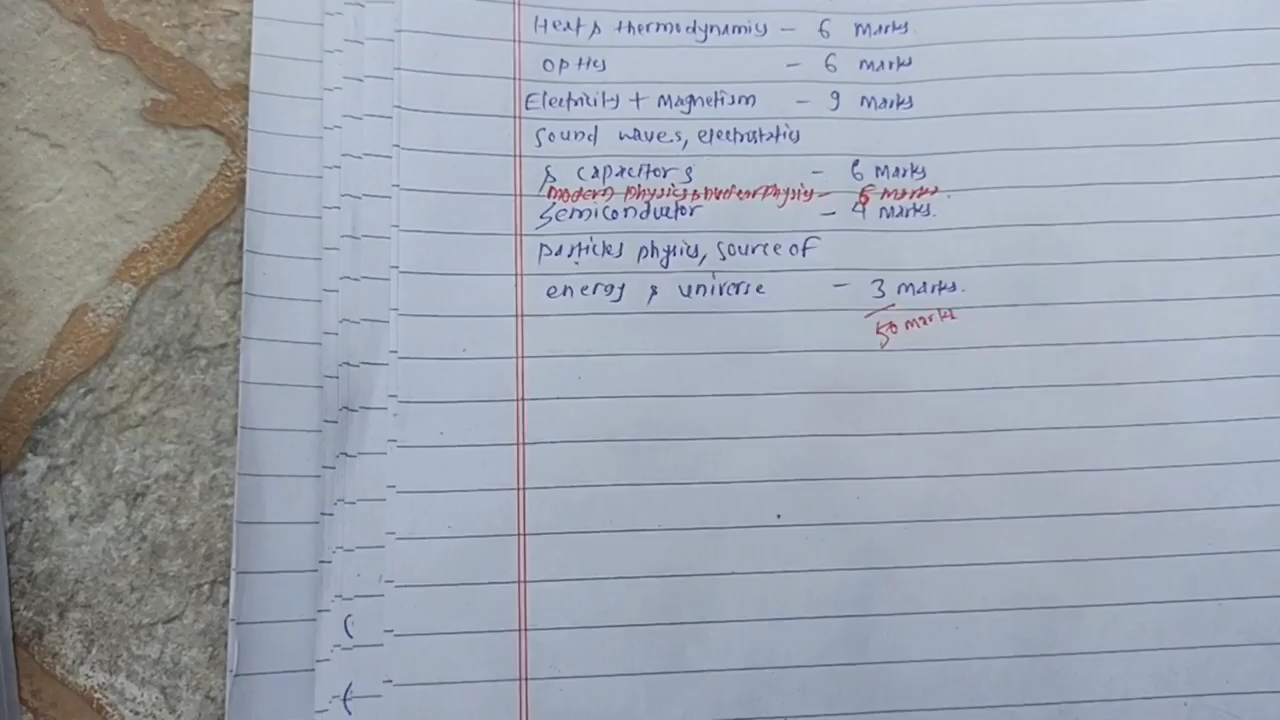 Heat & thermodynamics - 6 marks.
optics - 6 marks
Electricity + Magnetism - 9 marks
Sound waves, electrostatics
& capacitors - 6 marks
modern physics & nuclear physics - 5 marks.
Semiconductor - 4 marks.
particles physics, source of
energy & universe - 3 marks.
50 marks